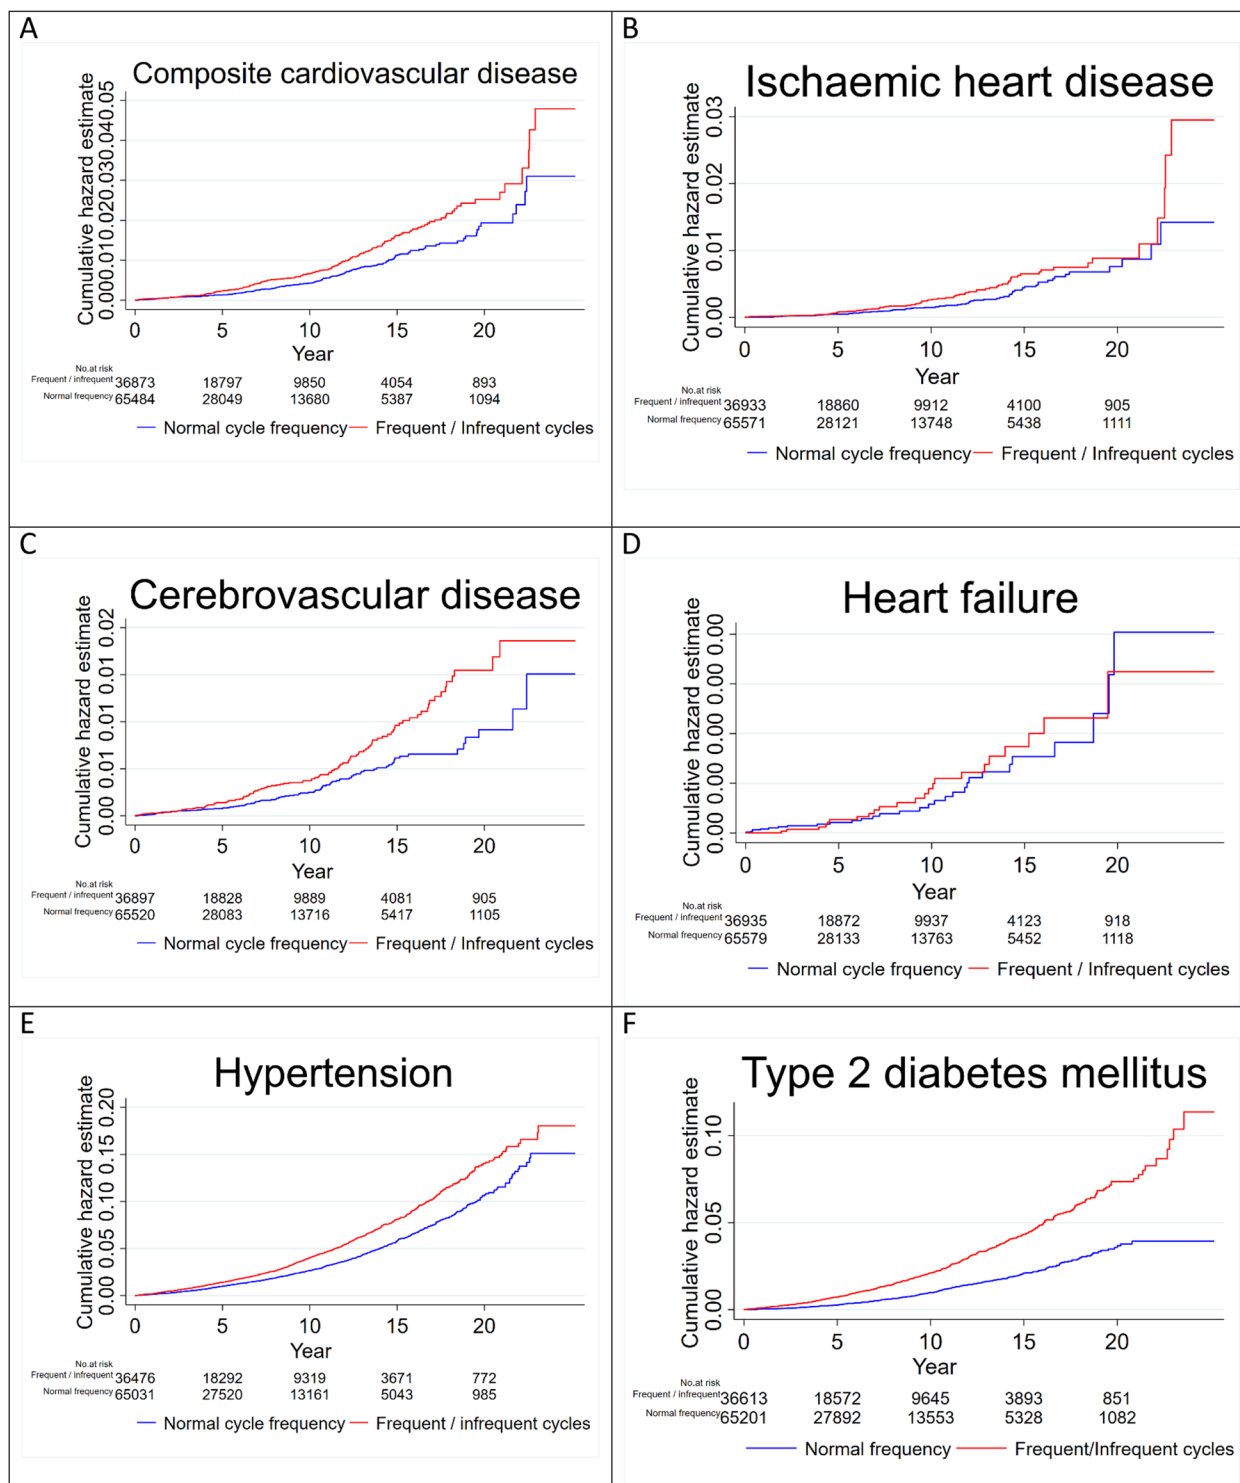 A
Composite cardiovascular disease
Cumulative hazard estimate
0.00 0.01 0.02 0.03 0.04 0.05
0 5 10 15 20
Year
No.at risk
Frequent / infrequent 36873 18797 9850 4054 893
Normal frequency 65484 28049 13680 5387 1094
Normal cycle frequency Frequent / Infrequent cycles
B
Ischaemic heart disease
Cumulative hazard estimate
0.00 0.01 0.02 0.03
0 5 10 15 20
Year
No.at risk
Frequent / infrequent 36933 18860 9912 4100 905
Normal frequency 65571 28121 13748 5438 1111
Normal cycle frequency Frequent / Infrequent cycles
C
Cerebrovascular disease
Cumulative hazard estimate
0.00 0.01 0.01 0.01 0.02
0 5 10 15 20
Year
No.at risk
Frequent / infrequent 36897 18828 9889 4081 905
Normal frequency 65520 28083 13716 5417 1105
Normal cycle frequency Frequent / Infrequent cycles
D
Heart failure
Cumulative hazard estimate
0.00 0.00 0.00 0.00 0.00
0 5 10 15 20
Year
No.at risk
Frequent / infrequent 36935 18872 9937 4123 918
Normal frequency 65579 28133 13763 5452 1118
Normal cycle frquency Frequent / Infrequent cycles
E
Hypertension
Cumulative hazard estimate
0.00 0.05 0.10 0.15 0.20
0 5 10 15 20
Year
No.at risk
Frequent / infrequent 36476 18292 9319 3671 772
Normal frequency 65031 27520 13161 5043 985
Normal cycle frequency Frequent / infrequent cycles
F
Type 2 diabetes mellitus
Cumulative hazard estimate
0.00 0.05 0.10
0 5 10 15 20
Year
No.at risk
Frequent / infrequent 36613 18572 9645 3893 851
Normal frequency 65201 27892 13553 5328 1082
Normal frequency Frequent/Infrequent cycles